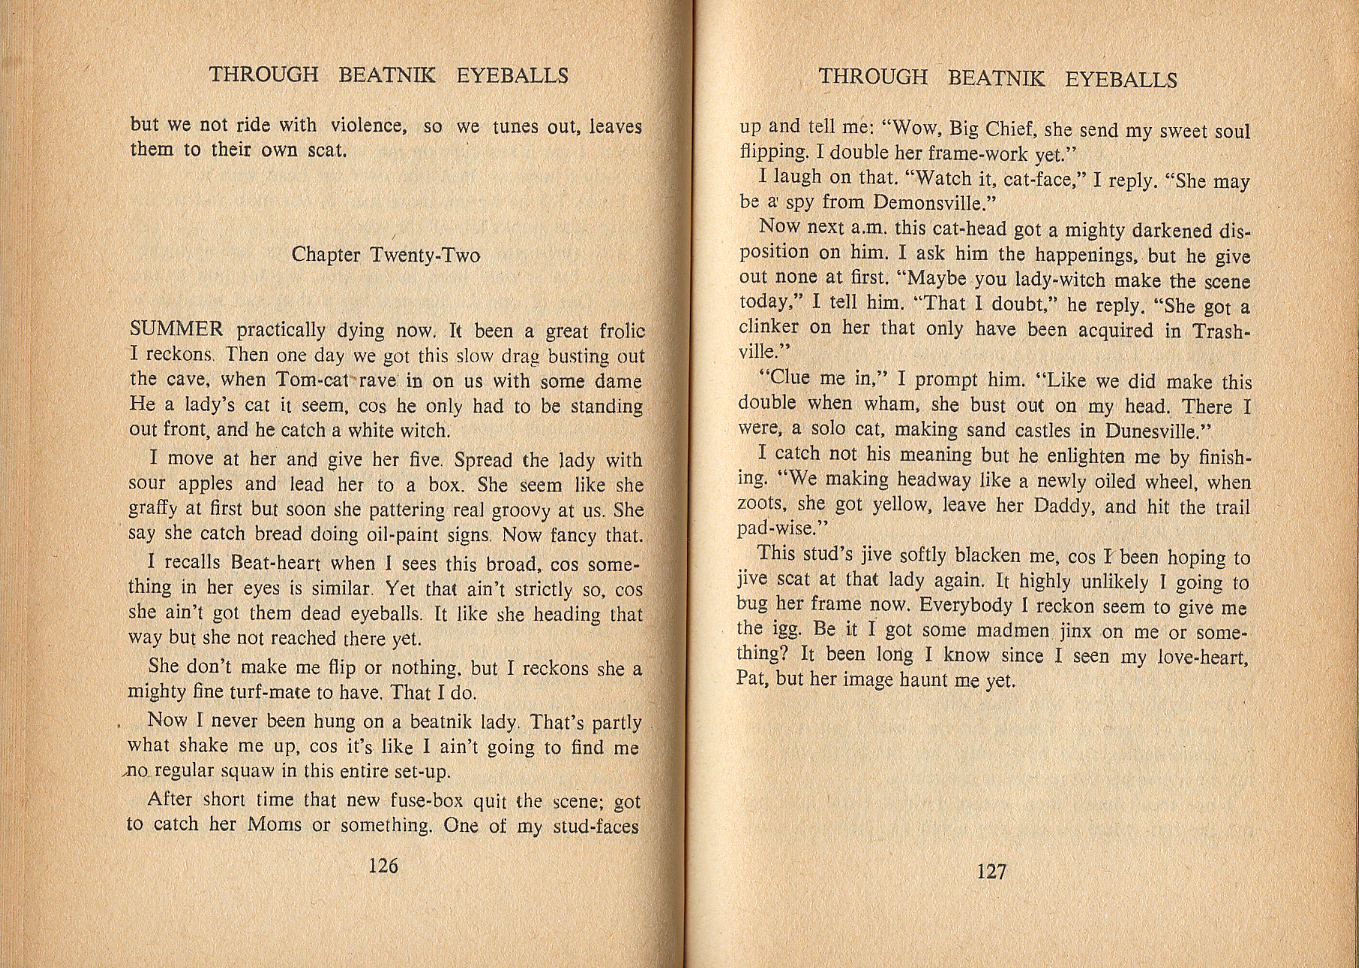 THROUGH BEATNIK EYEBALLS
but we not ride with violence, so we tunes out, leaves
them to their own scat.
Chapter Twenty-Two
SUMMER practically dying now. It been a great frolic
I reckons. Then one day we got this slow drag busting out
the cave, when Tom-cat rave in on us with some dame
He a lady's cat it seem, cos he only had to be standing
out front, and he catch a white witch.
I move at her and give her five. Spread the lady with
sour apples and lead her to a box. She seem like she
graffy at first but soon she pattering real groovy at us. She
say she catch bread doing oil-paint signs. Now fancy that.
I recalls Beat-heart when I sees this broad, cos some-
thing in her eyes is similar. Yet that ain't strictly so, cos
she ain't got them dead eyeballs. It like she heading that
way but she not reached there yet.
She don't make me flip or nothing, but I reckons she a
mighty fine turf-mate to have. That I do.
Now I never been hung on a beatnik lady. That's partly
what shake me up, cos it's like I ain't going to find me
no regular squaw in this entire set-up.
After short time that new fuse-box quit the scene; got
to catch her Moms or something. One of my stud-faces
126
THROUGH BEATNIK EYEBALLS
up and tell me: “Wow, Big Chief, she send my sweet soul
flipping. I double her frame-work yet.”
I laugh on that. “Watch it, cat-face,” I reply. “She may
be a spy from Demonsville.”
Now next a.m. this cat-head got a mighty darkened dis-
position on him. I ask him the happenings, but he give
out none at first. “Maybe you lady-witch make the scene
today,” I tell him. “That I doubt,” he reply. “She got a
clinker on her that only have been acquired in Trash-
ville.”
“Clue me in,” I prompt him. “Like we did make this
double when wham, she bust out on my head. There I
were, a solo cat, making sand castles in Dunesville.”
I catch not his meaning but he enlighten me by finish-
ing. “We making headway like a newly oiled wheel, when
zoots, she got yellow, leave her Daddy, and hit the trail
pad-wise.”
This stud's jive softly blacken me, cos I been hoping to
jive scat at that lady again. It highly unlikely I going to
bug her frame now. Everybody I reckon seem to give me
the igg. Be it I got some madmen jinx on me or some-
thing? It been long I know since I seen my love-heart,
Pat, but her image haunt me yet.
127